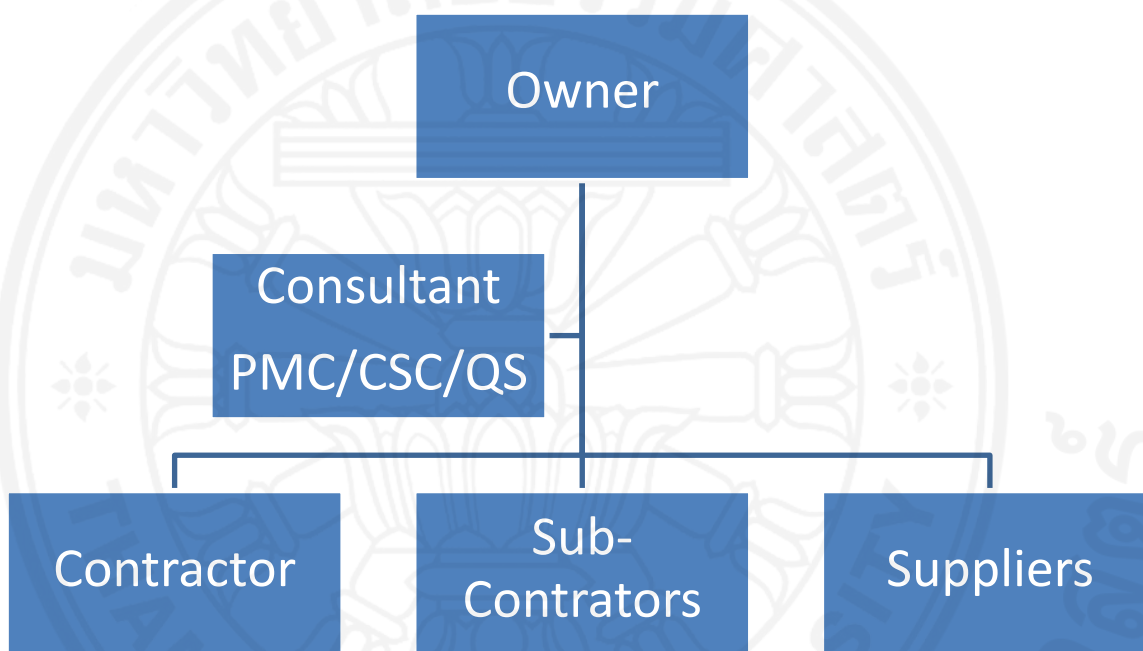 Owner
Consultant
PMC/CSC/QS
Contractor
Sub-
Contrators
Suppliers